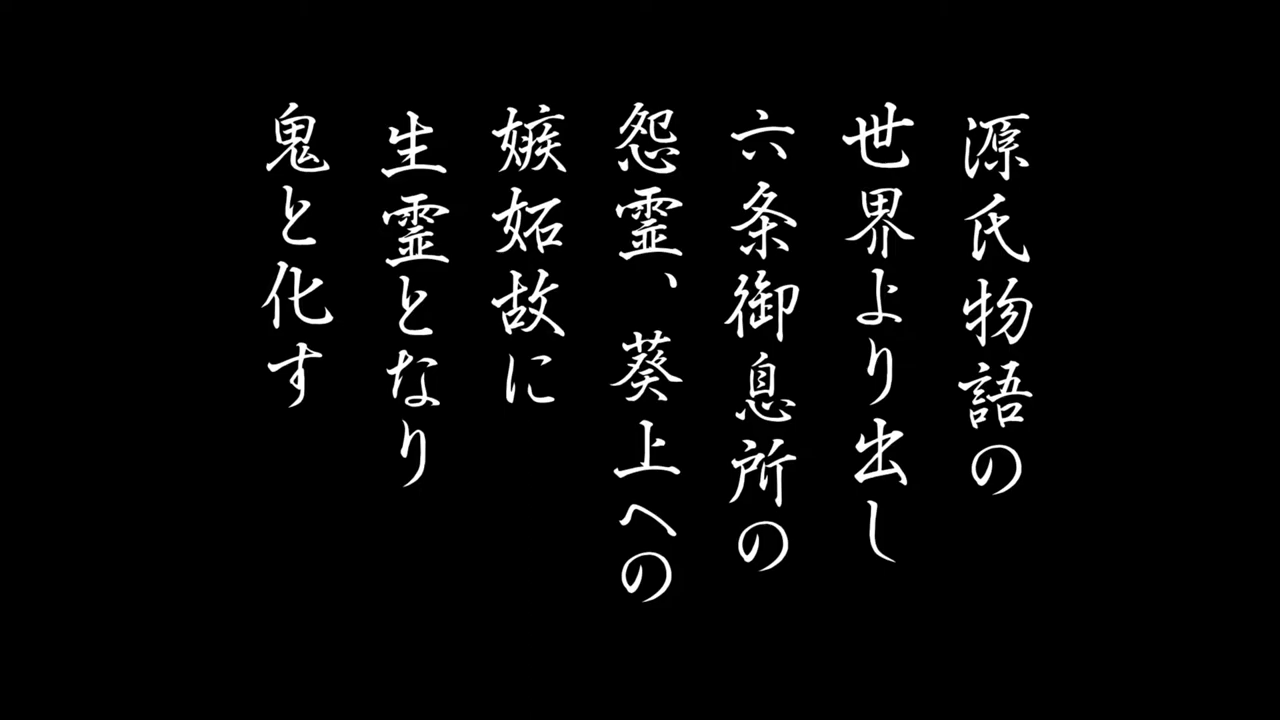 源氏物語の
世界より出し
六条御息所の
怨霊、葵上への
嫉妬故に
生霊となり
鬼と化す